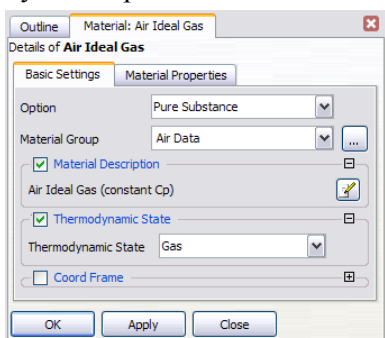 Outline Material: Air Ideal Gas
Details of Air Ideal Gas
Basic Settings Material Properties
Option Pure Substance
Material Group Air Data ...
Material Description
Air Ideal Gas (constant Cp)
Thermodynamic State
Thermodynamic State Gas
Coord Frame
OK Apply Close